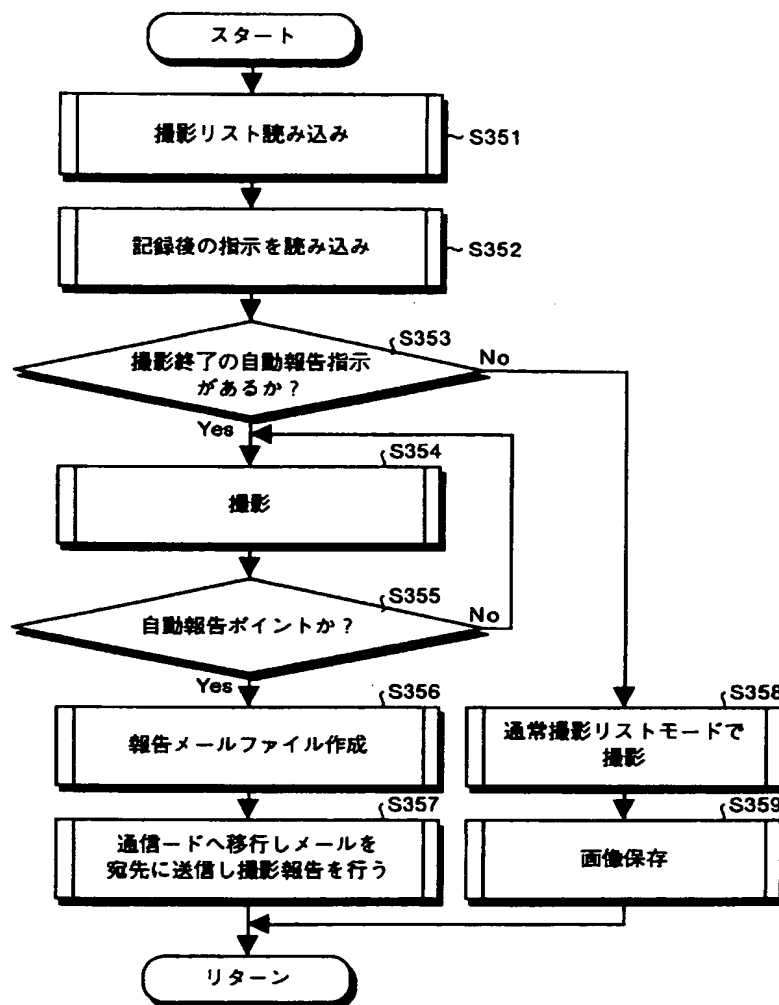 スタート
撮影リスト読み込み
S351
記録後の指示を読み込み
S352
S353
撮影終了の自動報告指示
があるか？
No
Yes
S354
撮影
S355
自動報告ポイントか？
No
Yes
S356
報告メールファイル作成
S358
通常撮影リストモードで
撮影
S357
通信ードへ移行しメールを
宛先に送信し撮影報告を行う
S359
画像保存
リターン